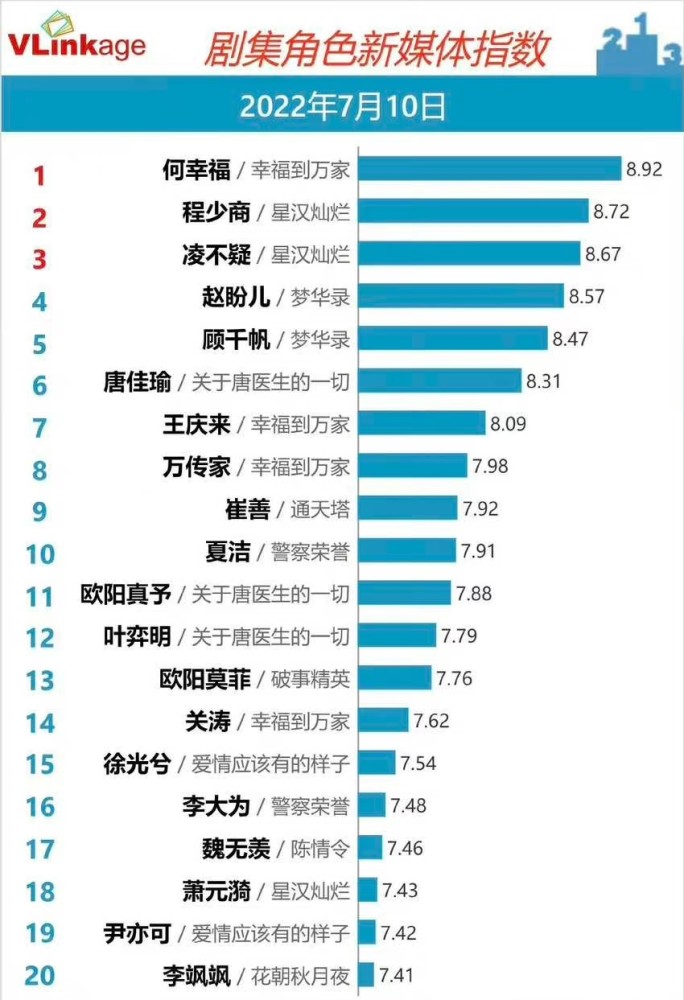 VLinkage
剧集角色新媒体指数
2 1 3
2022年7月10日
1 何幸福 / 幸福到万家 8.92
2 程少商 / 星汉灿烂 8.72
3 凌不疑 / 星汉灿烂 8.67
4 赵盼儿 / 梦华录 8.57
5 顾千帆 / 梦华录 8.47
6 唐佳瑜 / 关于唐医生的一切 8.31
7 王庆来 / 幸福到万家 8.09
8 万传家 / 幸福到万家 7.98
9 崔善 / 通天塔 7.92
10 夏洁 / 警察荣誉 7.91
11 欧阳真予 / 关于唐医生的一切 7.88
12 叶弈明 / 关于唐医生的一切 7.79
13 欧阳莫菲 / 破事精英 7.76
14 关涛 / 幸福到万家 7.62
15 徐光兮 / 爱情应该有的样子 7.54
16 李大为 / 警察荣誉 7.48
17 魏无羡 / 陈情令 7.46
18 萧元漪 / 星汉灿烂 7.43
19 尹亦可 / 爱情应该有的样子 7.42
20 李飒飒 / 花朝秋月夜 7.41